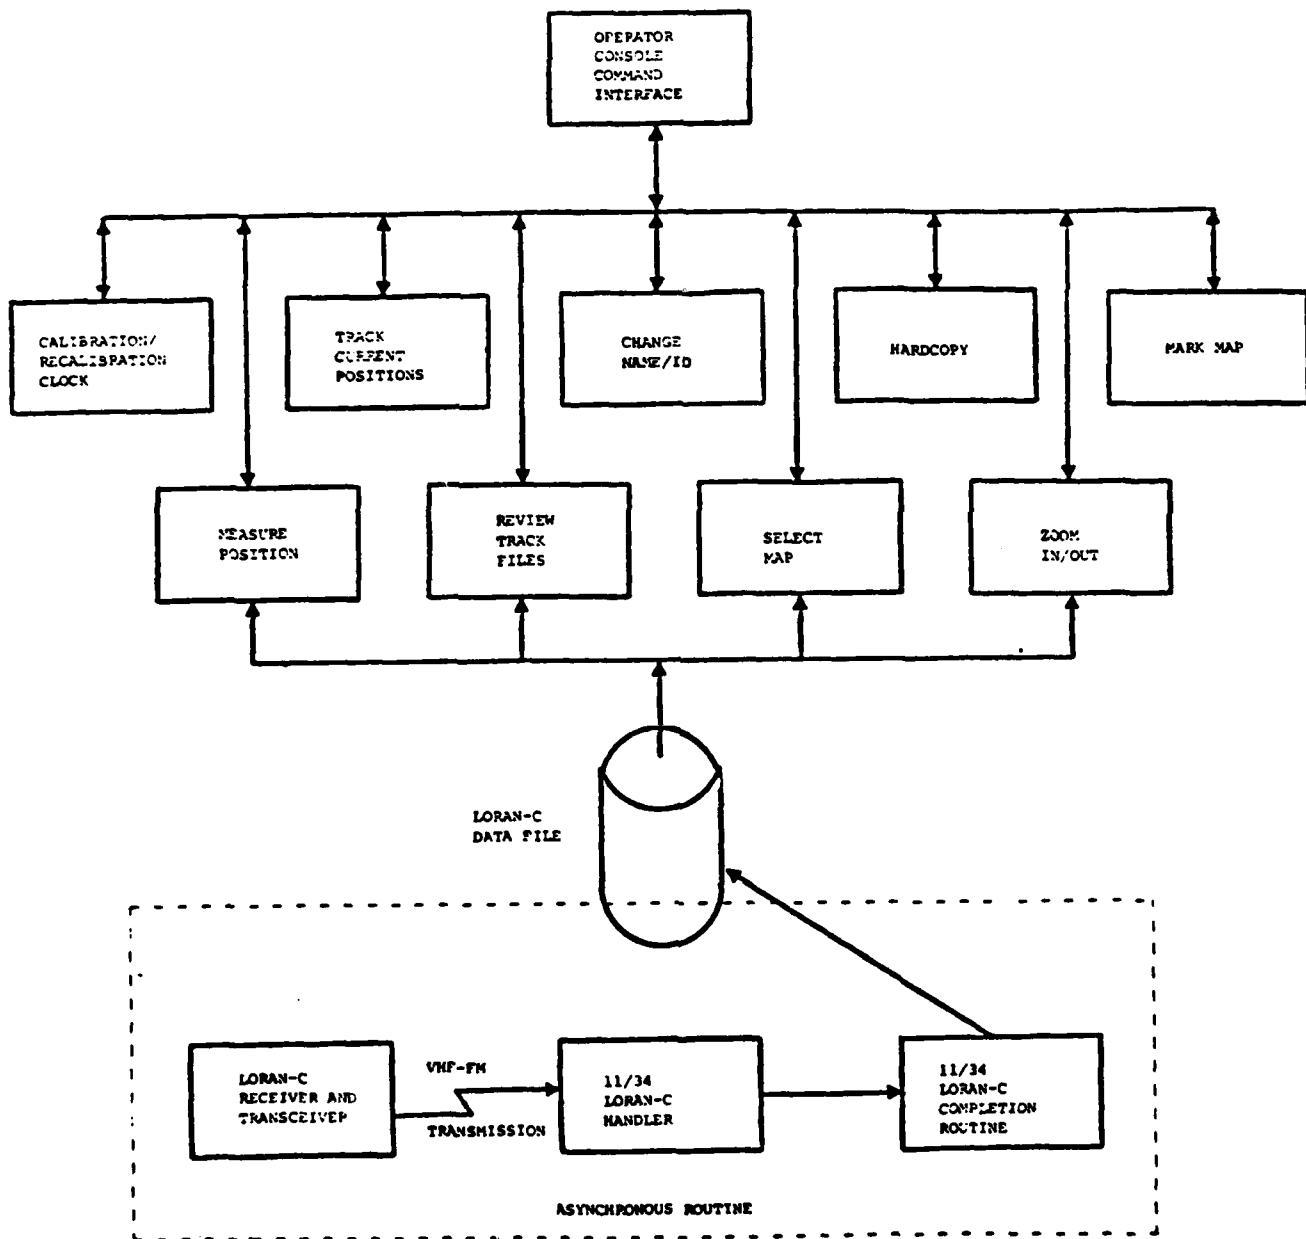 OPERATOR
CONSOLE
COMMAND
INTERFACE
CALIBRATION/
RECALIBRATION
CLOCK
TRACK
CURRENT
POSITIONS
CHANGE
NAME/ID
HARDCOPY
MARK MAP
MEASURE
POSITION
REVIEW
TRACK
FILES
SELECT
MAP
ZOOM
IN/OUT
LORAN-C
DATA FILE
LORAN-C
RECEIVER AND
TRANSCEIVER
VHF-FM
TRANSMISSION
11/34
LORAN-C
HANDLER
11/34
LORAN-C
COMPLETION
ROUTINE
ASYNCHRONOUS ROUTINE